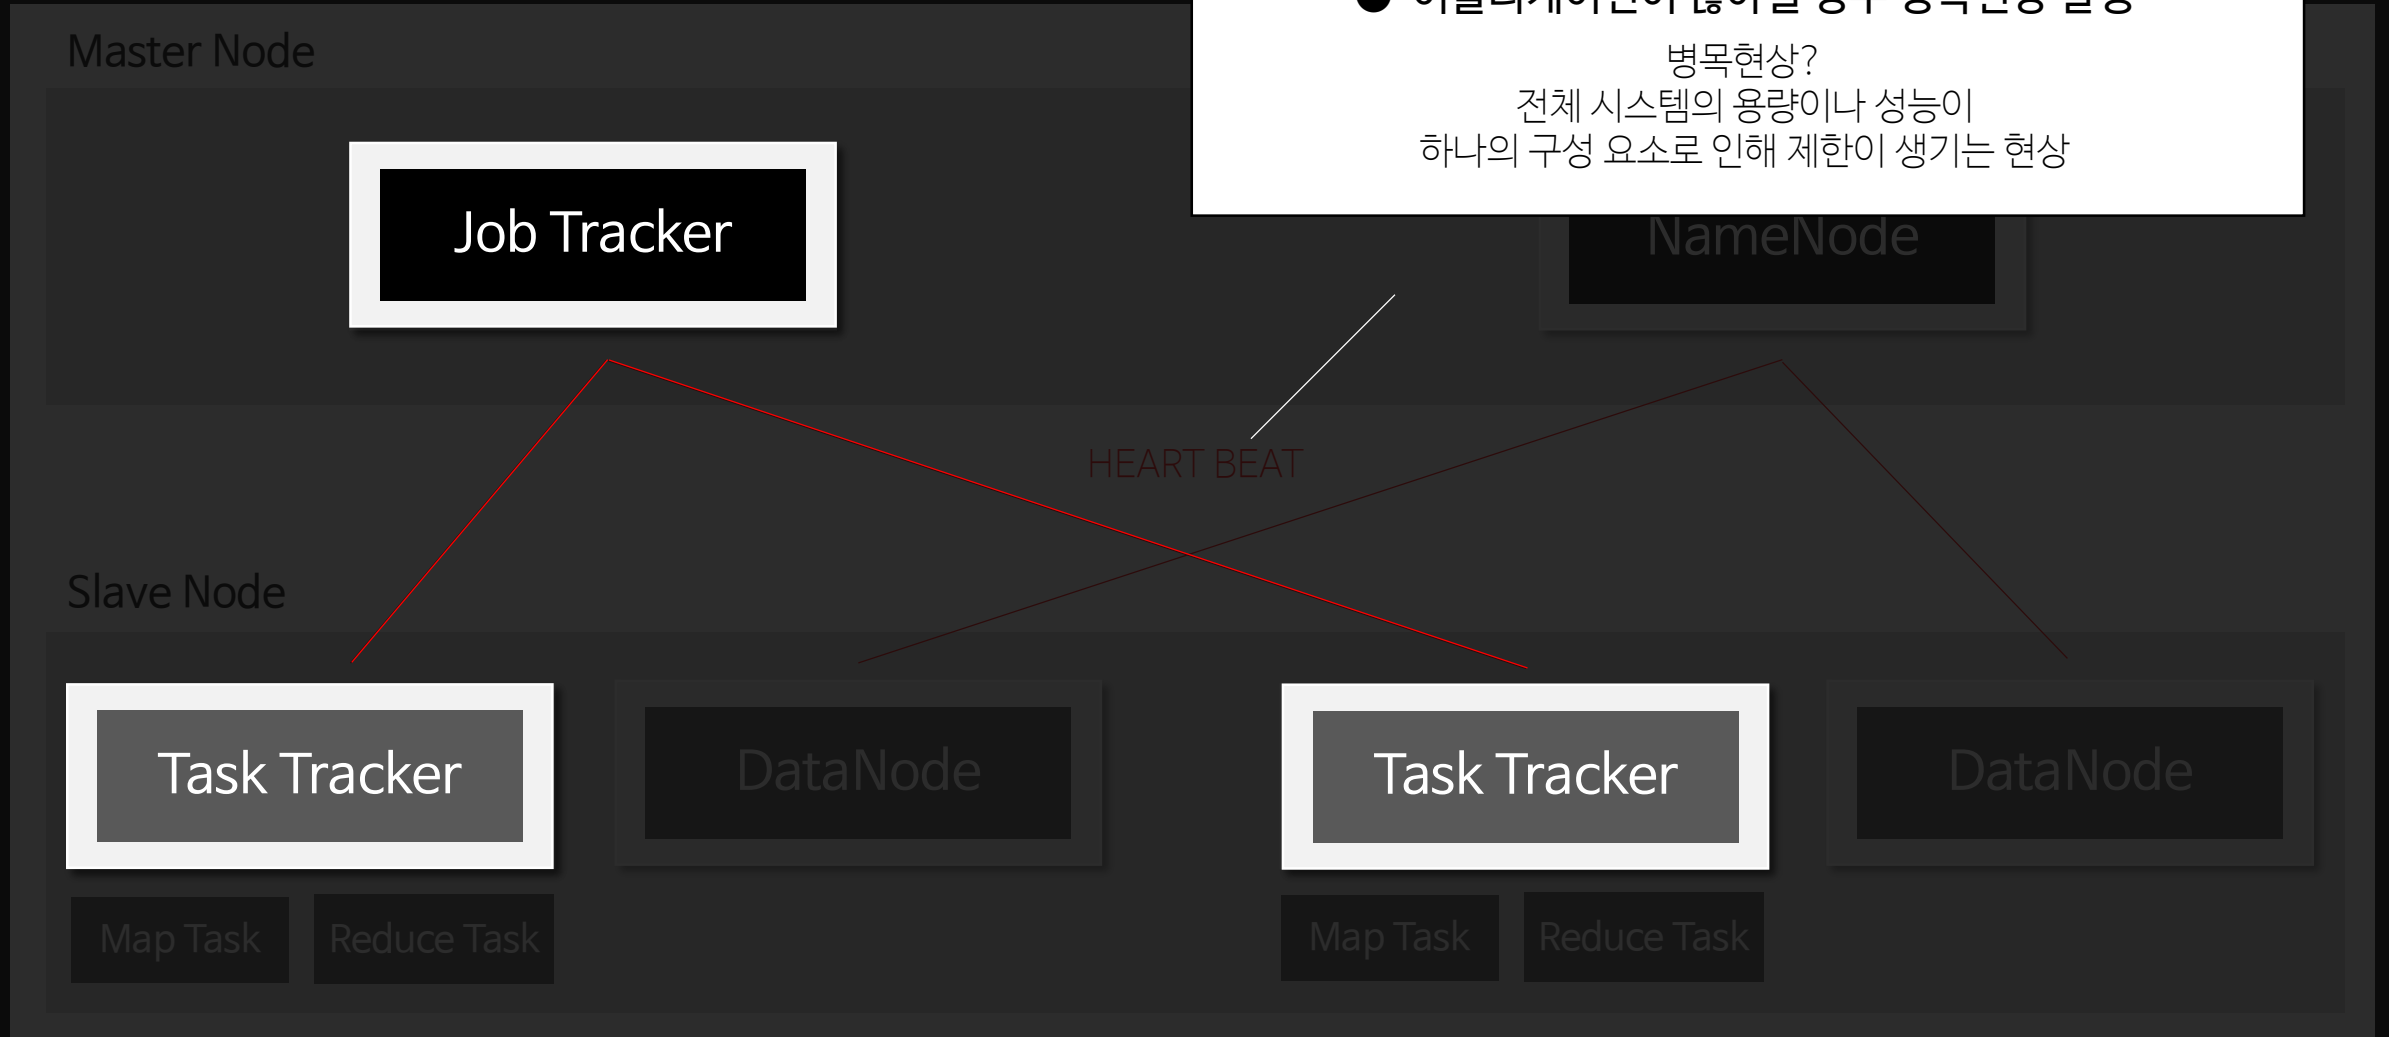 Master Node
병목현상?
전체 시스템의 용량이나 성능이
하나의 구성 요소로 인해 제한이 생기는 현상
Job Tracker
NameNode
HEART BEAT
Slave Node
Task Tracker
DataNode
Task Tracker
DataNode
Map Task
Reduce Task
Map Task
Reduce Task